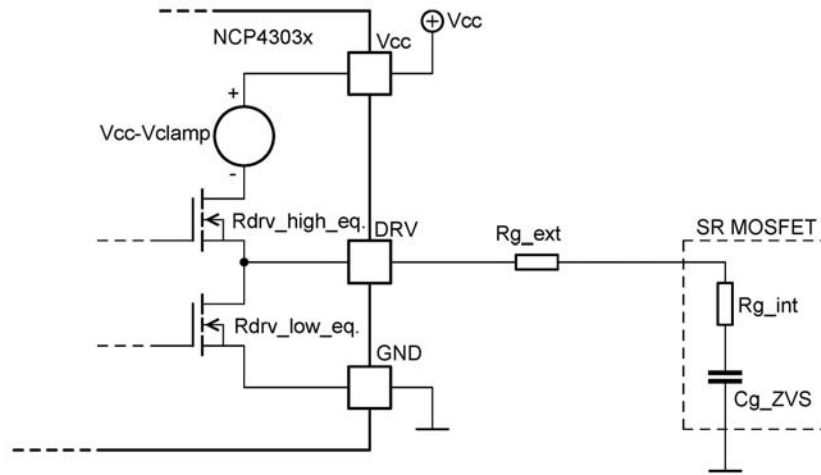 NCP4303x
Vcc
Vcc
+
Vcc-Vclamp
-
Rdrv_high_eq.
DRV
Rg_ext
SR MOSFET
Rg_int
Rdrv_low_eq.
GND
Cg_ZVS